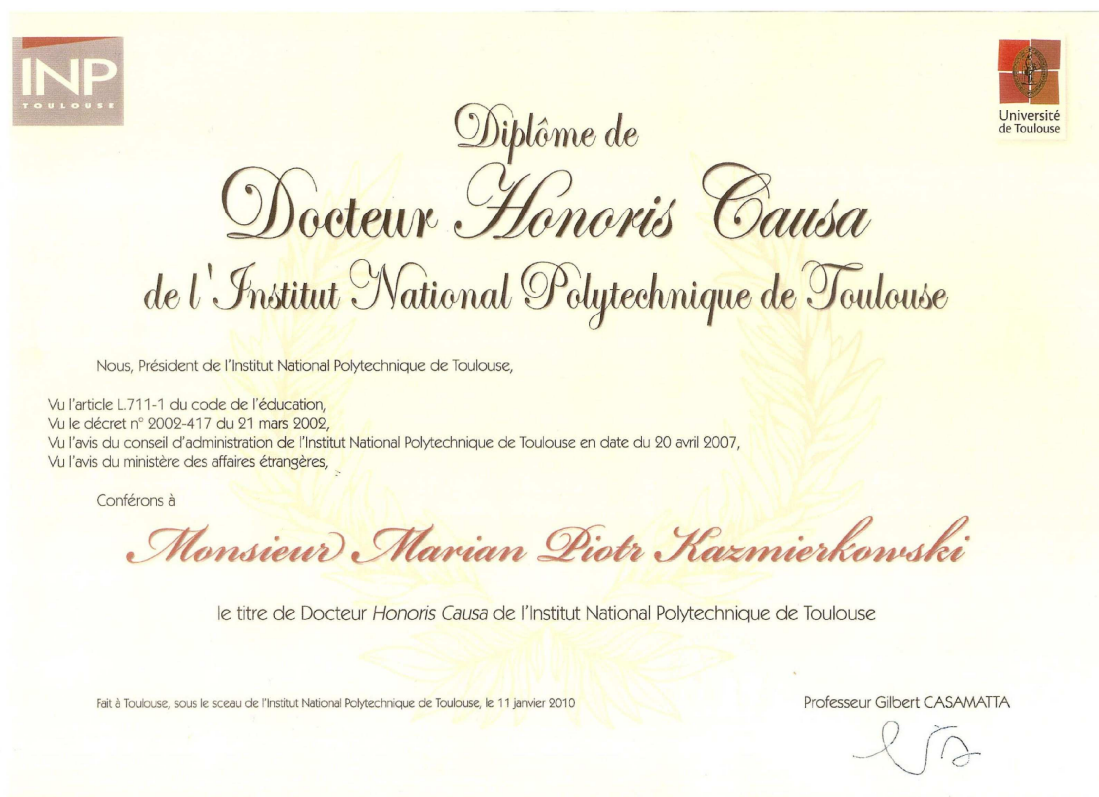 INP
TOULOUSE
Université
de Toulouse
Diplôme de
Docteur Honoris Causa
de l'Institut National Polytechnique de Toulouse
Nous, Président de l'Institut National Polytechnique de Toulouse,
Vu l'article L.711-1 du code de l'éducation,
Vu le décret n° 2002-417 du 21 mars 2002,
Vu l'avis du conseil d'administration de l'Institut National Polytechnique de Toulouse en date du 20 avril 2007,
Vu l'avis du ministère des affaires étrangères,
Conférons à
Monsieur Marian Piotr Kazmierkowski
le titre de Docteur Honoris Causa de l'Institut National Polytechnique de Toulouse
Fait à Toulouse, sous le sceau de l'Institut National Polytechnique de Toulouse, le 11 janvier 2010
Professeur Gilbert CASAMATTA